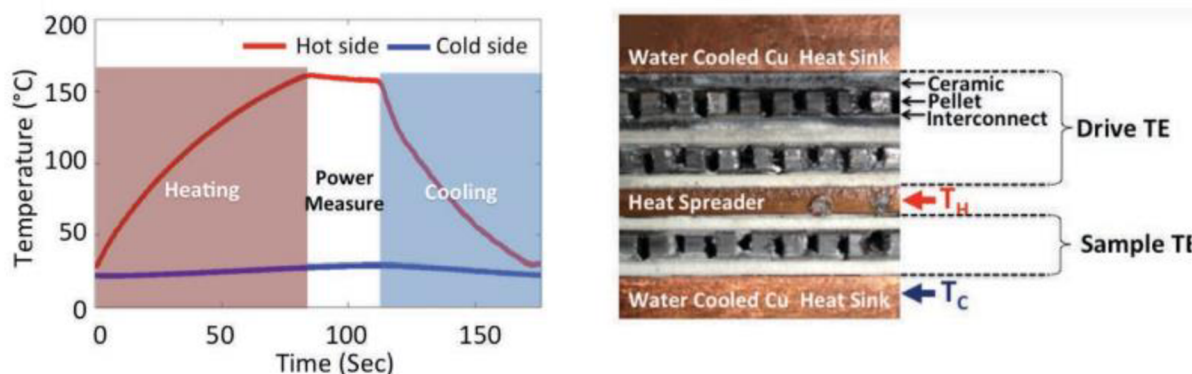 200
150
100
50
0
Temperature (°C)
Hot side
Cold side
Heating
Power
Measure
Cooling
0
50
100
150
Time (Sec)
Water Cooled Cu Heat Sink
Ceramic
Pellet
Interconnect
Drive TE
Heat Spreader
T_H
Sample TE
Water Cooled Cu Heat Sink
T_C